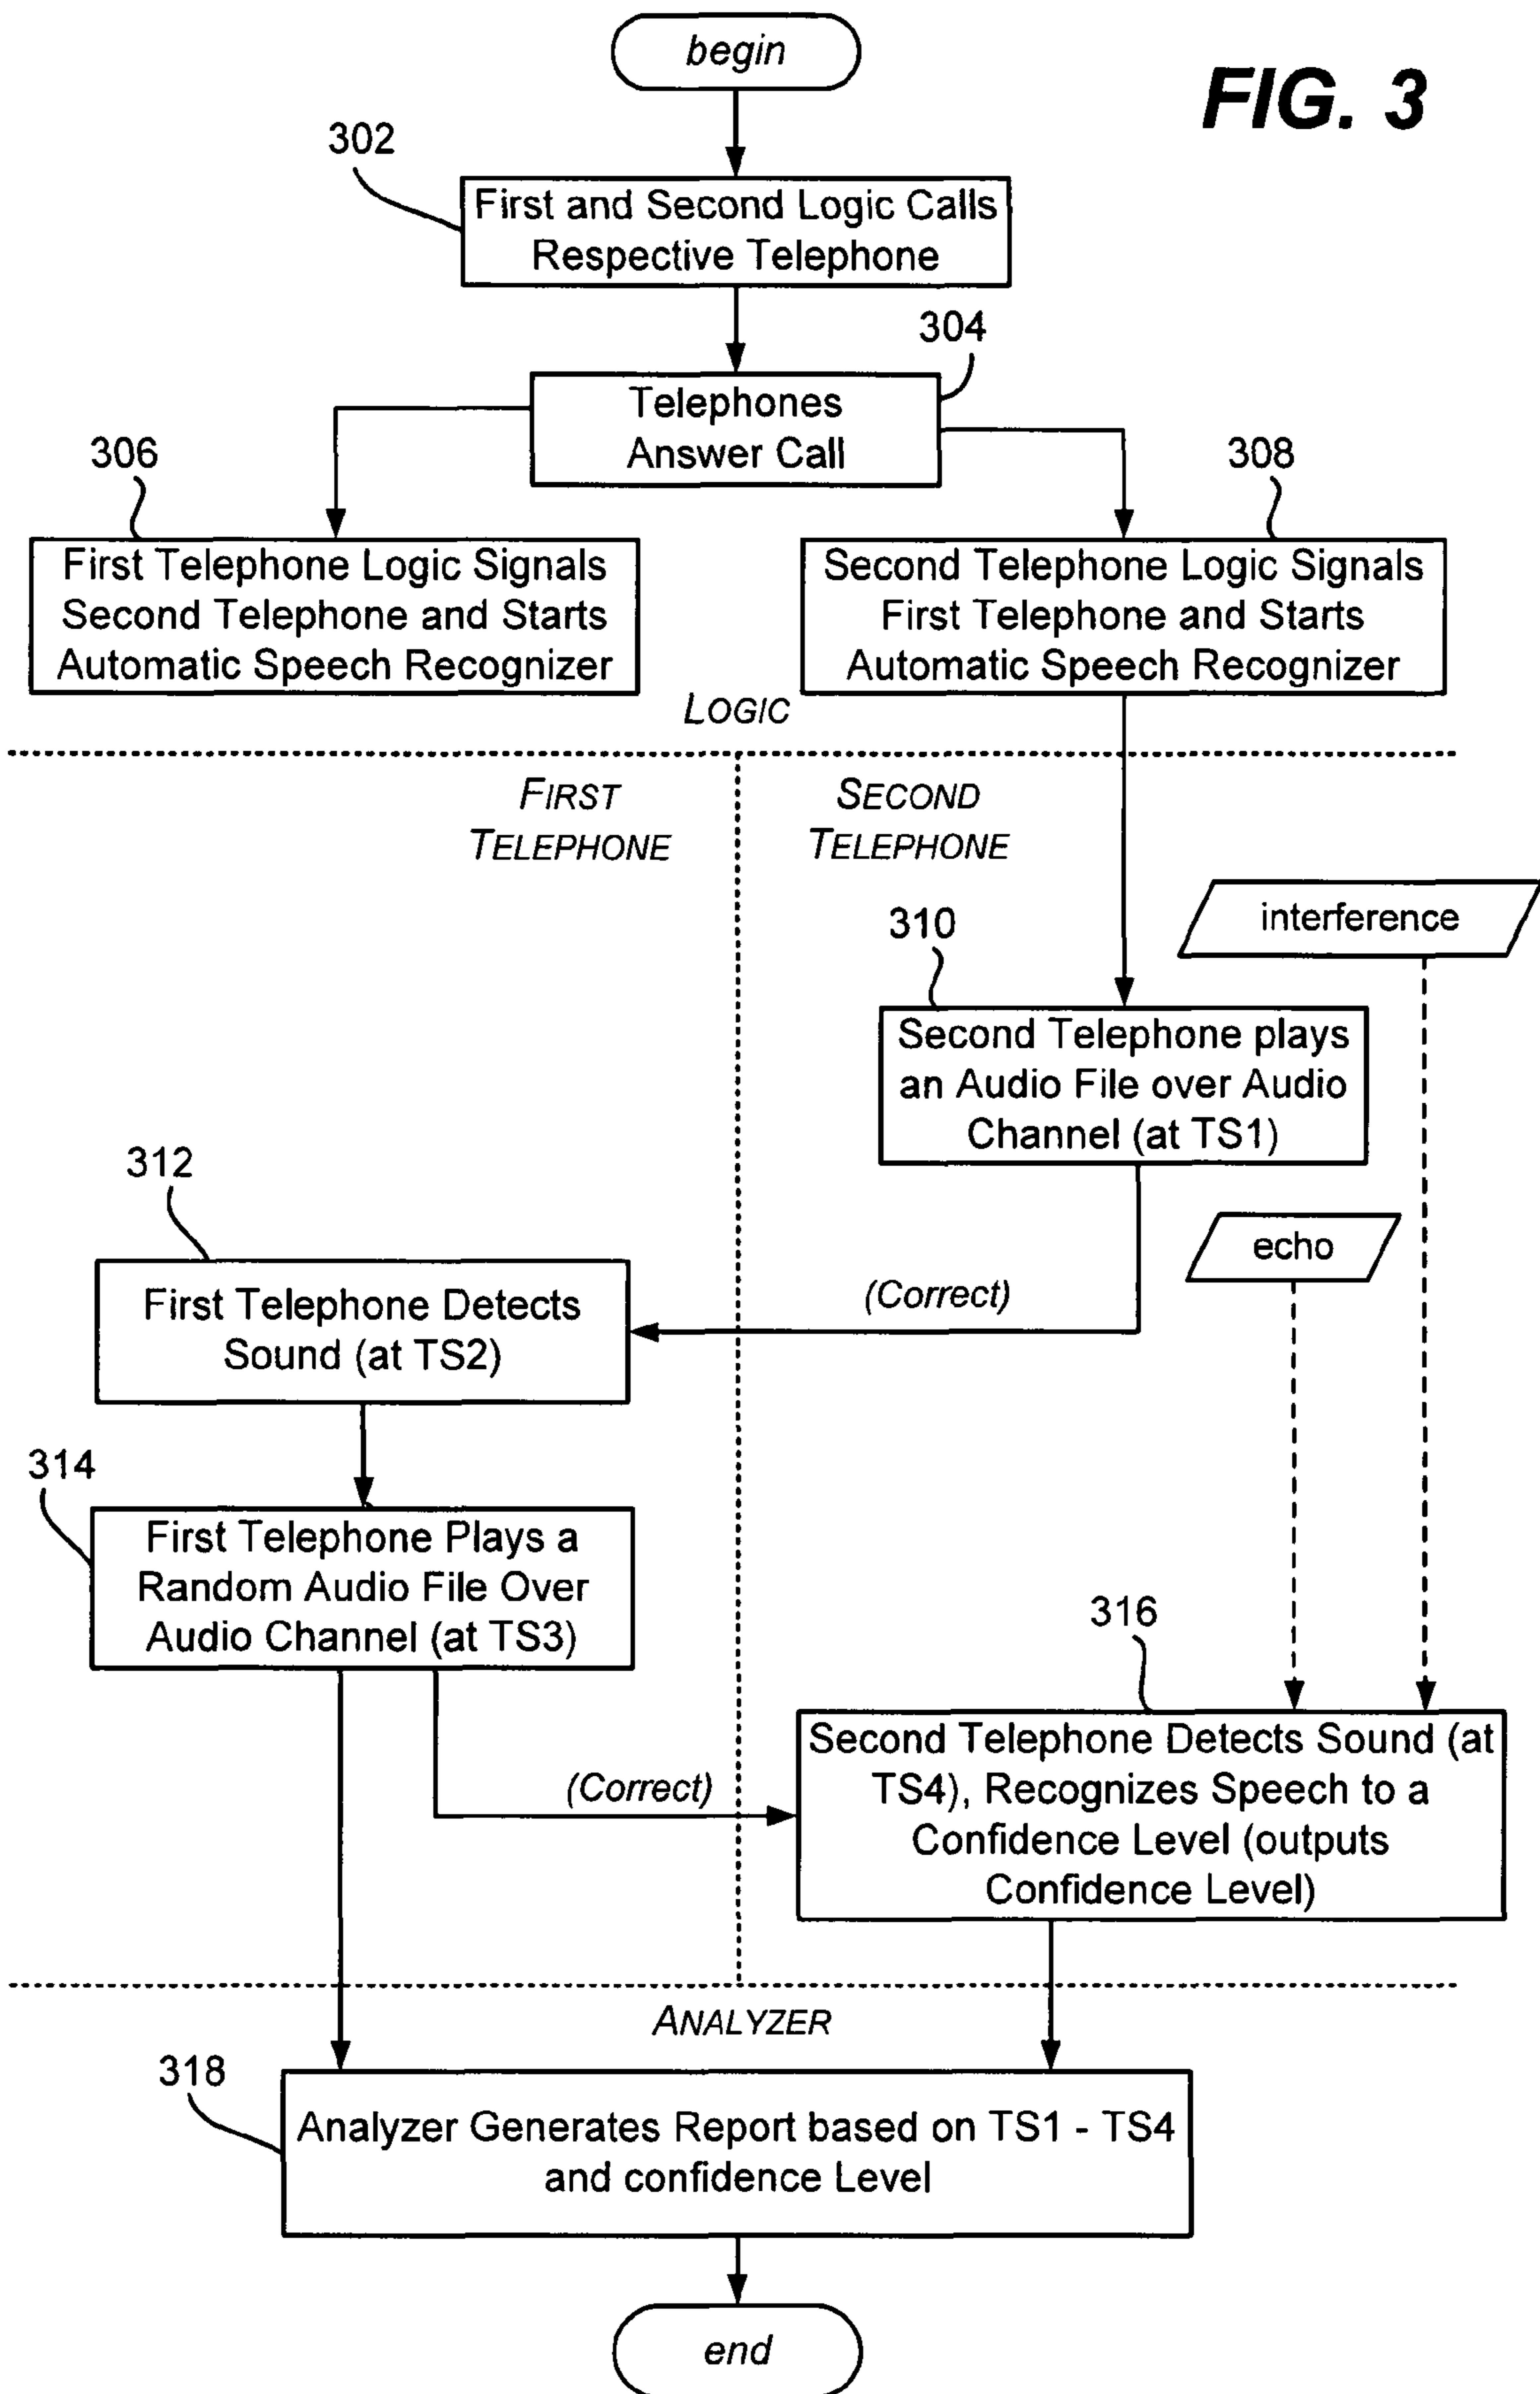 begin
FIG. 3
302
First and Second Logic Calls
Respective Telephone
304
Telephones
Answer Call
306
First Telephone Logic Signals
Second Telephone and Starts
Automatic Speech Recognizer
308
Second Telephone Logic Signals
First Telephone and Starts
Automatic Speech Recognizer
LOGIC
FIRST
TELEPHONE
SECOND
TELEPHONE
interference
310
Second Telephone plays
an Audio File over Audio
Channel (at TS1)
echo
312
(Correct)
First Telephone Detects
Sound (at TS2)
314
First Telephone Plays a
Random Audio File Over
Audio Channel (at TS3)
316
(Correct)
Second Telephone Detects Sound (at
TS4), Recognizes Speech to a
Confidence Level (outputs
Confidence Level)
ANALYZER
318
Analyzer Generates Report based on TS1 - TS4
and confidence Level
end